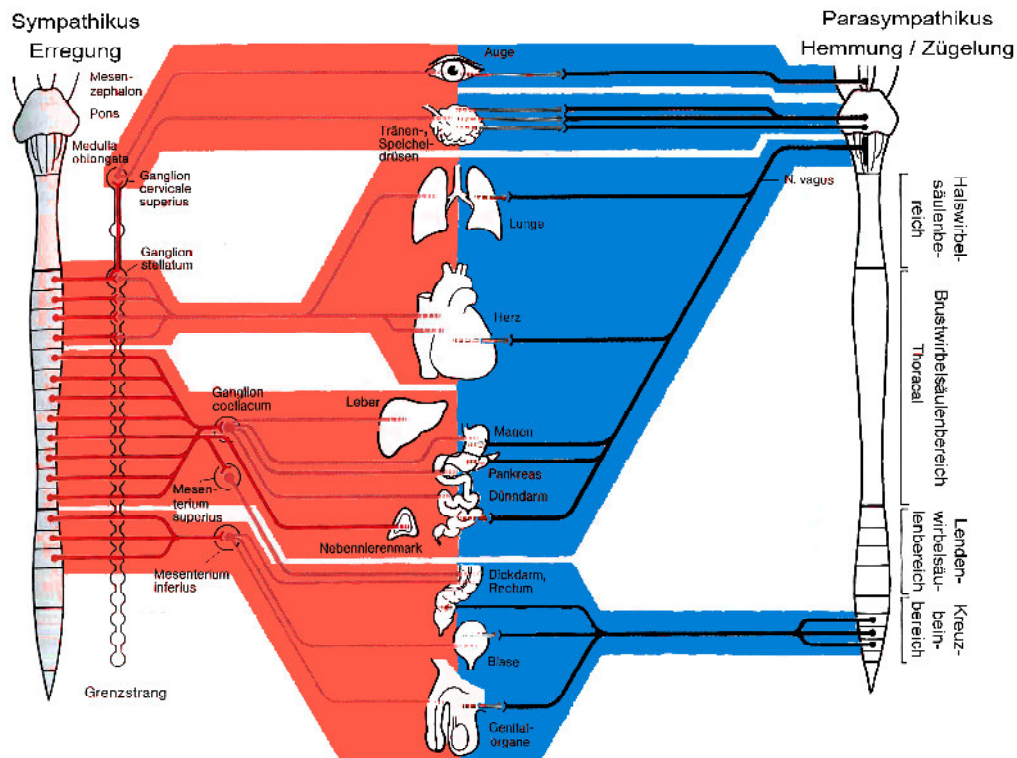 Sympathikus
Erregung
Parasympathikus
Hemmung / Zügelung
Mesen-
zephalon
Pons
Medulla
oblongata
Ganglion
cervicale
superius
Ganglion
stellatum
Auge
Tränen-,
Speichel-
drüsen
Lunge
N. vagus
Herz
Ganglion
coeliacum
Leber
Magen
Pankreas
Dünndarm
Mesen-
terium
superius
Nebennierenmark
Mesenterium
inferius
Dickdarm,
Rectum
Blase
Genital-
organe
Grenzstrang
Halswirbel-
säulenbe-
reich
Brustwirbelsäulenbereich
Thoracal
Lenden-
wirbelsäu-
lenbereich
Kreuz-
bein-
bereich